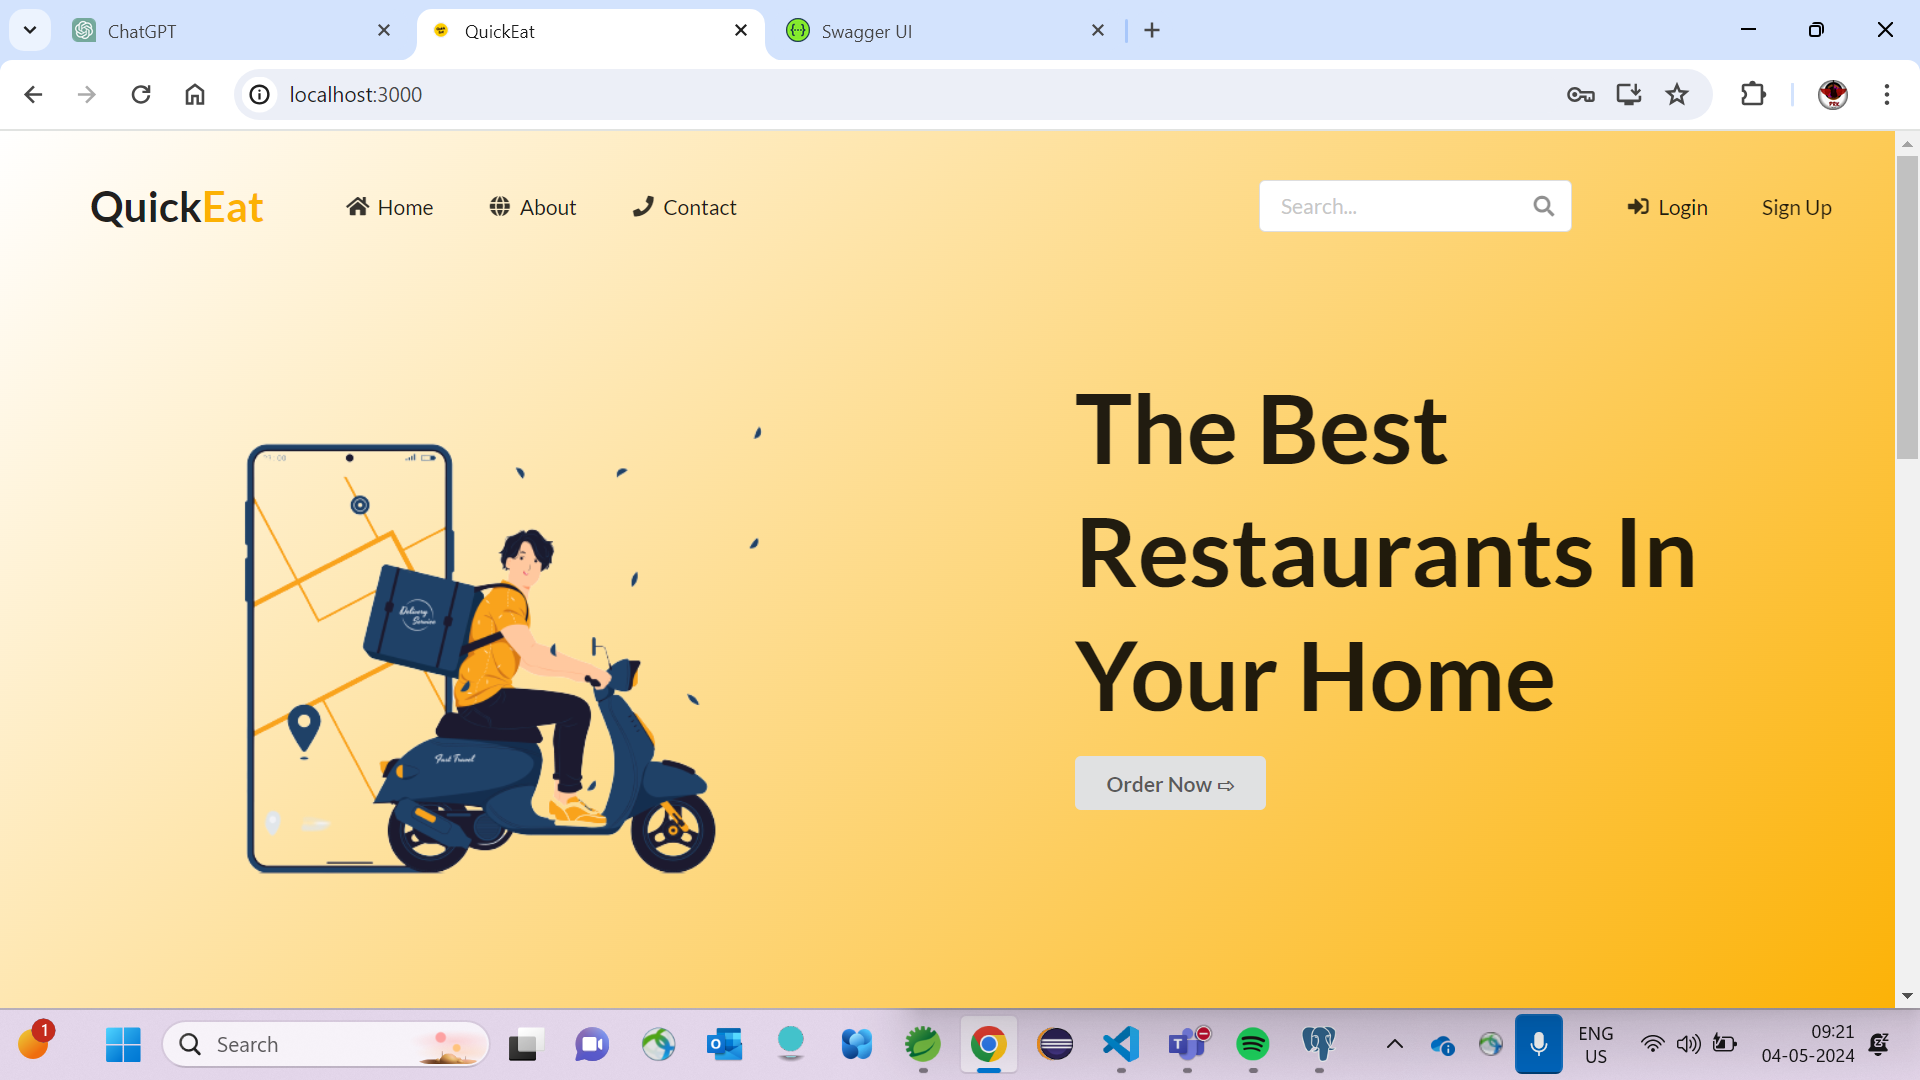 ChatGPT
QuickEat
Swagger UI
localhost:3000
QuickEat
Home
About
Contact
Search...
Login
Sign Up
The Best
Restaurants In
Your Home
Order Now ⇨
Delivery
Service
Fast Travel
1
Search
ENG
US
09:21
04-05-2024